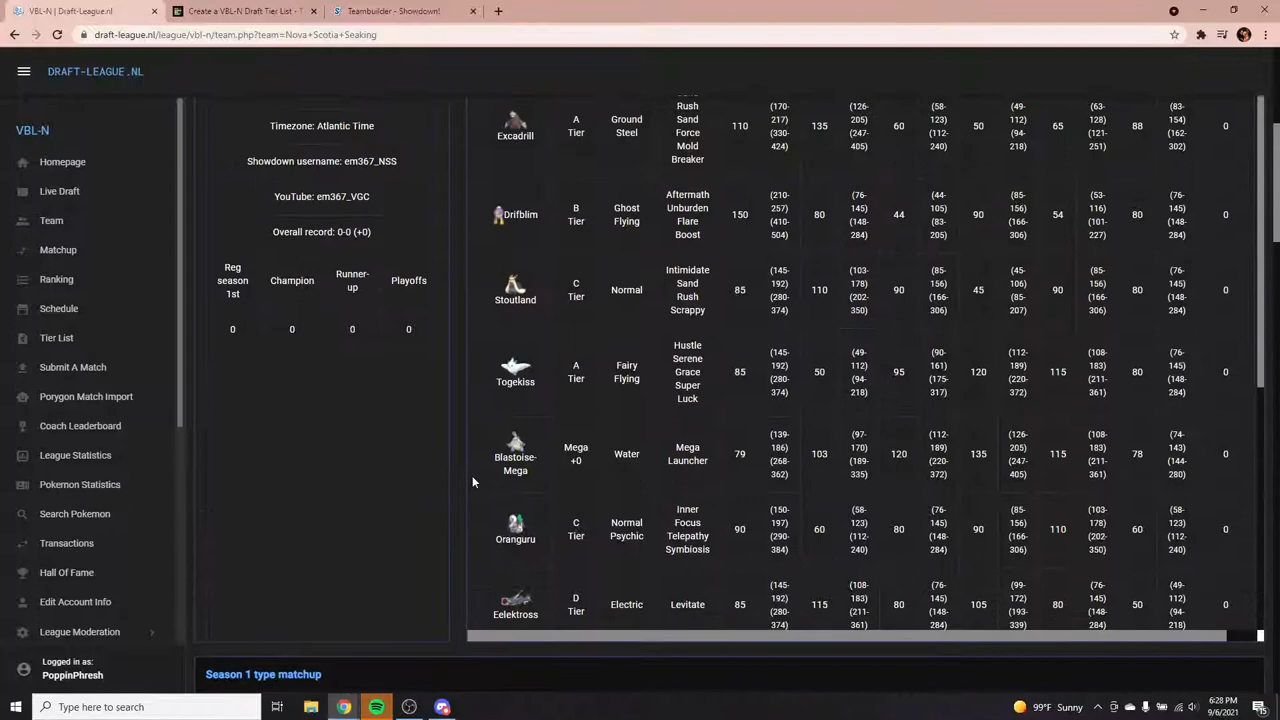 VBL-N | Draft-League.nl
Create a VBL-N Draft Tier List - T
Teambuilder - Showdown!
draft-league.nl/league/vbl-n/team.php?team=Nova+Scotia+Seaking
DRAFT-LEAGUE.NL
VBL-N
Homepage
Live Draft
Team
Matchup
Ranking
Schedule
Tier List
Submit A Match
Porygon Match Import
Coach Leaderboard
League Statistics
Pokemon Statistics
Search Pokemon
Transactions
Hall Of Fame
Edit Account Info
League Moderation
Logged in as:
PoppinPhresh
Timezone: Atlantic Time
Showdown username: em367_NSS
YouTube: em367_VGC
Overall record: 0-0 (+0)
Reg season 1st Champion Runner-up Playoffs
0 0 0 0
Excadrill
A Tier
Ground Steel
Rush Sand Force Mold Breaker
110 (170-217) (330-424) 135 (126-205) (247-405) 60 (58-123) (112-240) 50 (49-112) (94-218) 65 (63-128) (121-251) 88 (83-154) (162-302) 0
Drifblim
B Tier
Ghost Flying
Aftermath Unburden Flare Boost
150 (210-257) (410-504) 80 (76-145) (148-284) 44 (44-105) (83-205) 90 (85-156) (166-306) 54 (53-116) (101-227) 80 (76-145) (148-284) 0
Stoutland
C Tier
Normal
Intimidate Sand Rush Scrappy
85 (145-192) (280-374) 110 (103-178) (202-350) 90 (85-156) (166-306) 45 (45-106) (85-207) 90 (85-156) (166-306) 80 (76-145) (148-284) 0
Togekiss
A Tier
Fairy Flying
Hustle Serene Grace Super Luck
85 (145-192) (280-374) 50 (49-112) (94-218) 95 (90-161) (175-317) 120 (112-189) (220-372) 115 (108-183) (211-361) 80 (76-145) (148-284) 0
Blastoise-Mega
Mega +0
Water
Mega Launcher
79 (139-186) (268-362) 103 (97-170) (189-335) 120 (112-189) (220-372) 135 (126-205) (247-405) 115 (108-183) (211-361) 78 (74-143) (144-280) 0
Oranguru
C Tier
Normal Psychic
Inner Focus Telepathy Symbiosis
90 (150-197) (290-384) 60 (58-123) (112-240) 80 (76-145) (148-284) 90 (85-156) (166-306) 110 (103-178) (202-350) 60 (58-123) (112-240) 0
Eelektross
D Tier
Electric
Levitate
85 (145-192) (280-374) 115 (108-183) (211-361) 80 (76-145) (148-284) 105 (99-172) (193-339) 80 (76-145) (148-284) 50 (49-112) (94-218) 0
Season 1 type matchup
Type here to search
99°F Sunny
6:28 PM
9/6/2021
15